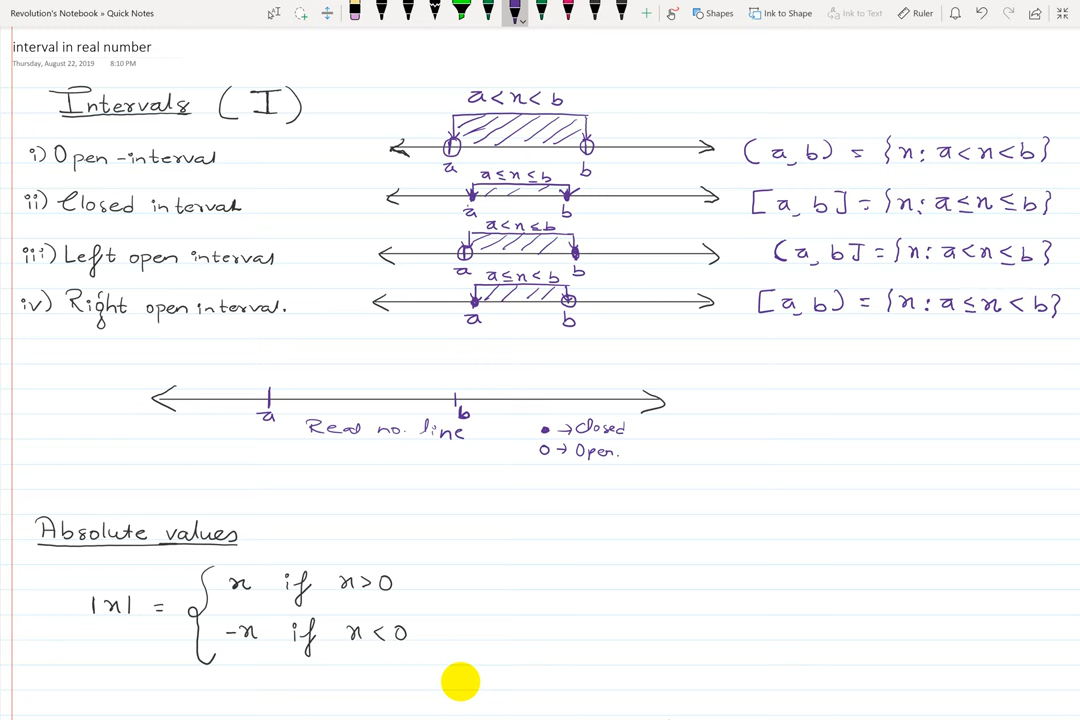 Revolution's Notebook » Quick Notes
Shapes
Ink to Shape
Ink to Text
Ruler
interval in real number
Thursday, August 22, 2019 8:10 PM
Intervals (I)
a<n<b
i) Open-interval
a b
(a, b) = {n: a<n<b}
a≤n≤b
ii) Closed interval
a b
[a, b] = {n: a≤n≤b}
a<n≤b
iii) Left open interval
a b
(a, b] = {n: a<n≤b}
a≤n<b
iv) Right open interval.
a b
[a, b) = {n: a≤n<b}
a b
Real no. line
• → Closed
o → Open.
Absolute values
|n| = { n if n>0
-n if n<0